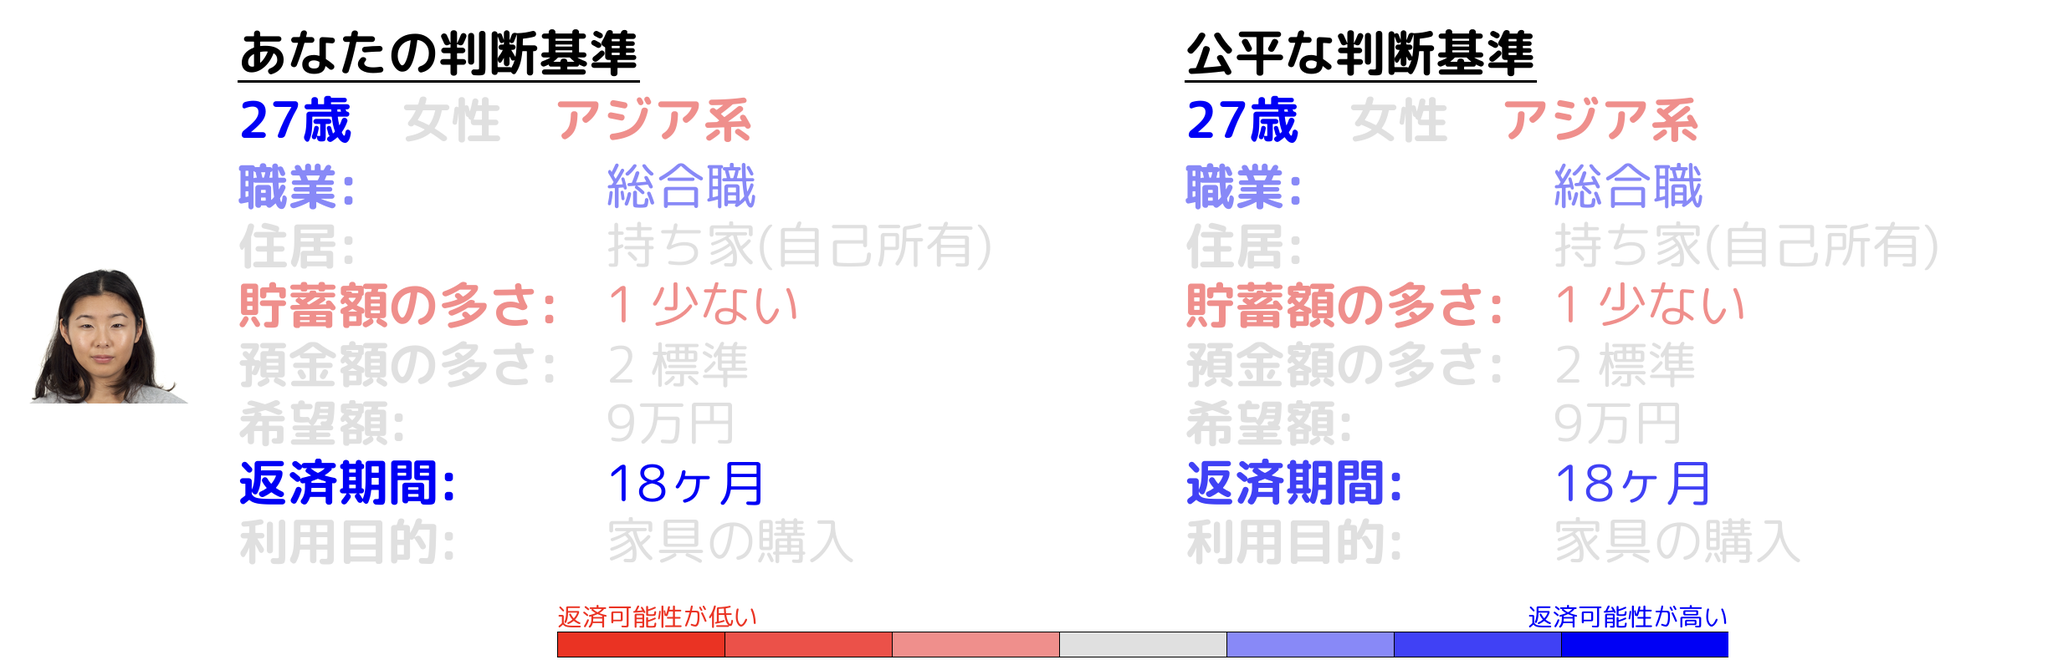 あなたの判断基準
27歳 女性 アジア系
職業: 総合職
住居: 持ち家(自己所有)
貯蓄額の多さ: 1 少ない
預金額の多さ: 2 標準
希望額: 9万円
返済期間: 18ヶ月
利用目的: 家具の購入
公平な判断基準
27歳 女性 アジア系
職業: 総合職
住居: 持ち家(自己所有)
貯蓄額の多さ: 1 少ない
預金額の多さ: 2 標準
希望額: 9万円
返済期間: 18ヶ月
利用目的: 家具の購入
返済可能性が低い
返済可能性が高い